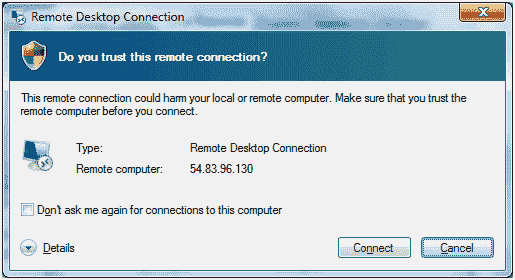 Remote Desktop Connection
Do you trust this remote connection?
This remote connection could harm your local or remote computer. Make sure that you trust the
remote computer before you connect.
Type: Remote Desktop Connection
Remote computer: 54.83.96.130
Don't ask me again for connections to this computer
Details Connect Cancel